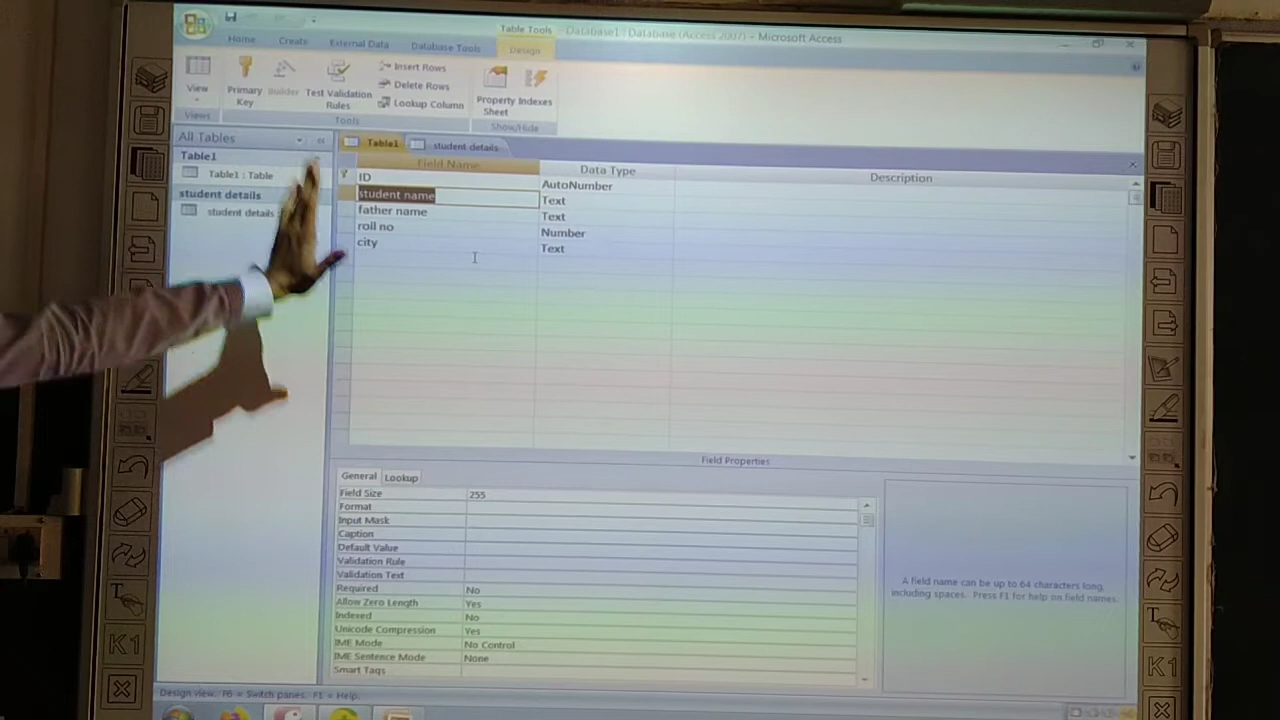 Table Tools
Database1 : Database (Access 2007) - Microsoft Access
Home
Create
External Data
Database Tools
Design
View
Primary Key
Builder
Test Validation Rules
Insert Rows
Delete Rows
Lookup Column
Property Sheet
Indexes
Views
Tools
Show/Hide
All Tables
Table1
student details
Table1
Table1 : Table
student details
student details
Field Name
Data Type
Description
ID
AutoNumber
student name
Text
father name
Text
roll no
Number
city
Text
Field Properties
General
Lookup
Field Size 255
Format
Input Mask
Caption
Default Value
Validation Rule
Validation Text
Required No
Allow Zero Length Yes
Indexed No
Unicode Compression Yes
IME Mode No Control
IME Sentence Mode None
Smart Tags
A field name can be up to 64 characters long,
including spaces. Press F1 for help on field names.
Design view. F6 = Switch panes. F1 = Help.
T
K1
T
K1